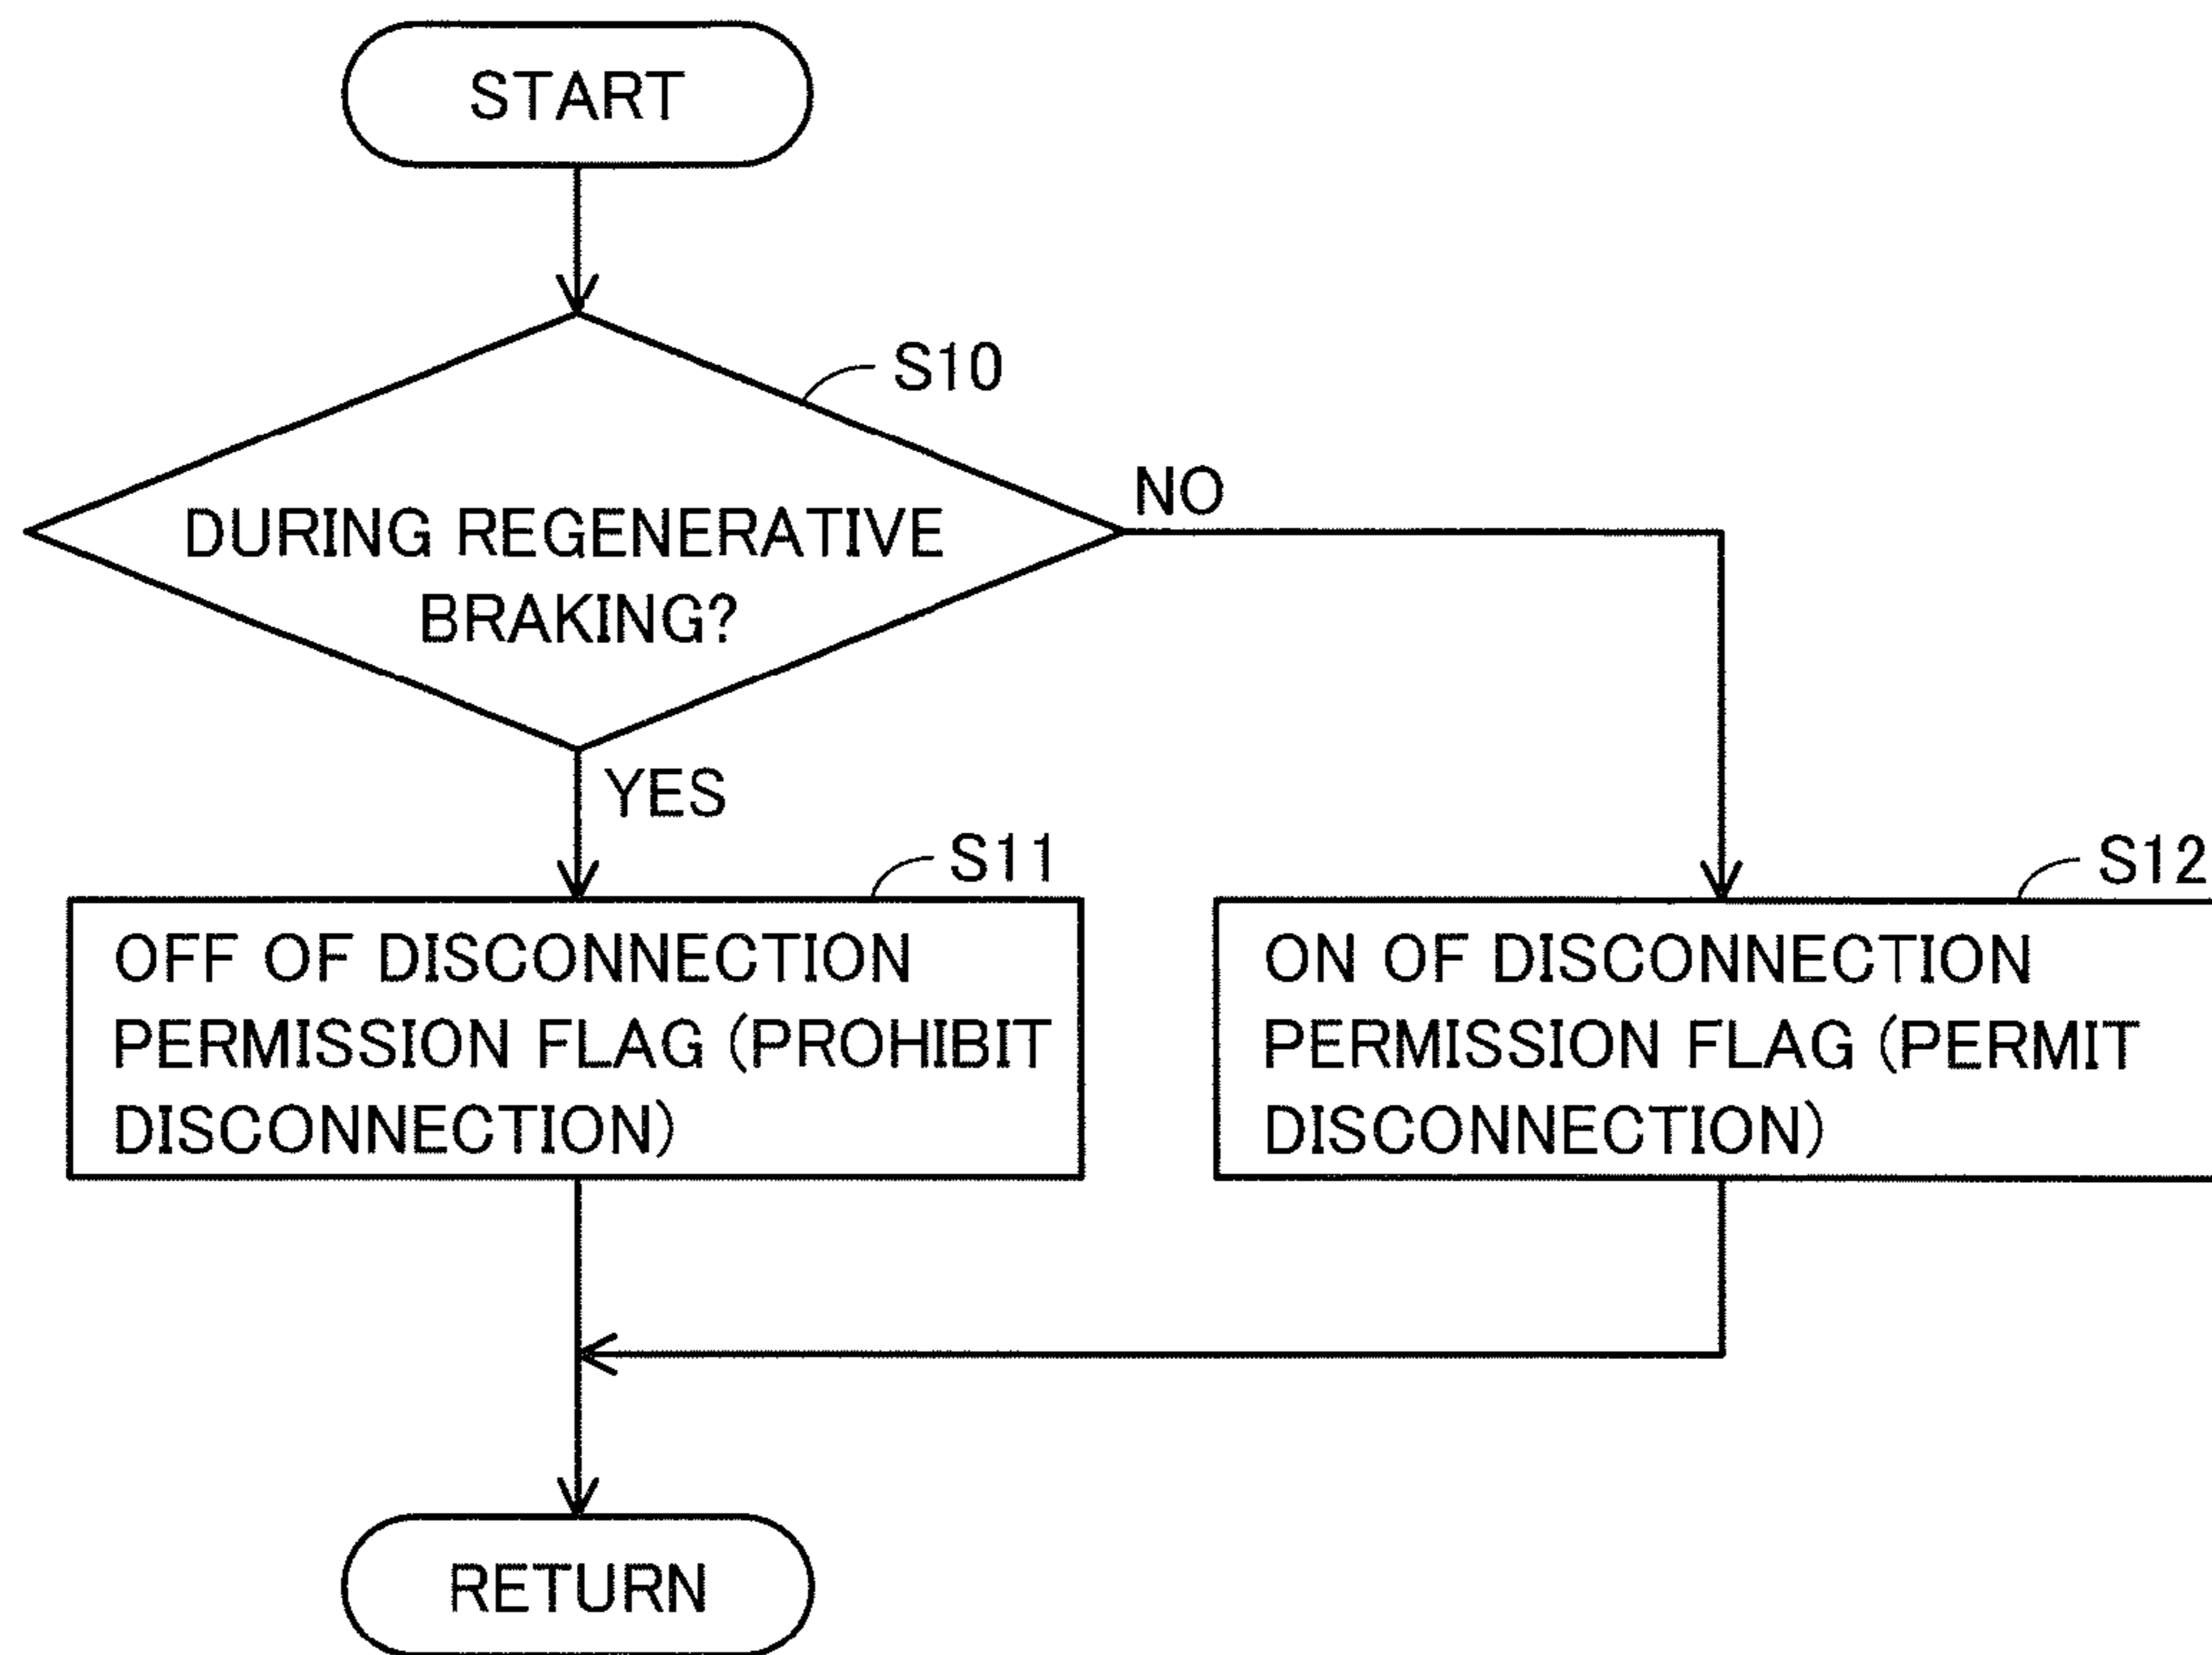 START
S10
NO
DURING REGENERATIVE
BRAKING?
YES
S11
S12
OFF OF DISCONNECTION
PERMISSION FLAG (PROHIBIT
DISCONNECTION)
ON OF DISCONNECTION
PERMISSION FLAG (PERMIT
DISCONNECTION)
RETURN